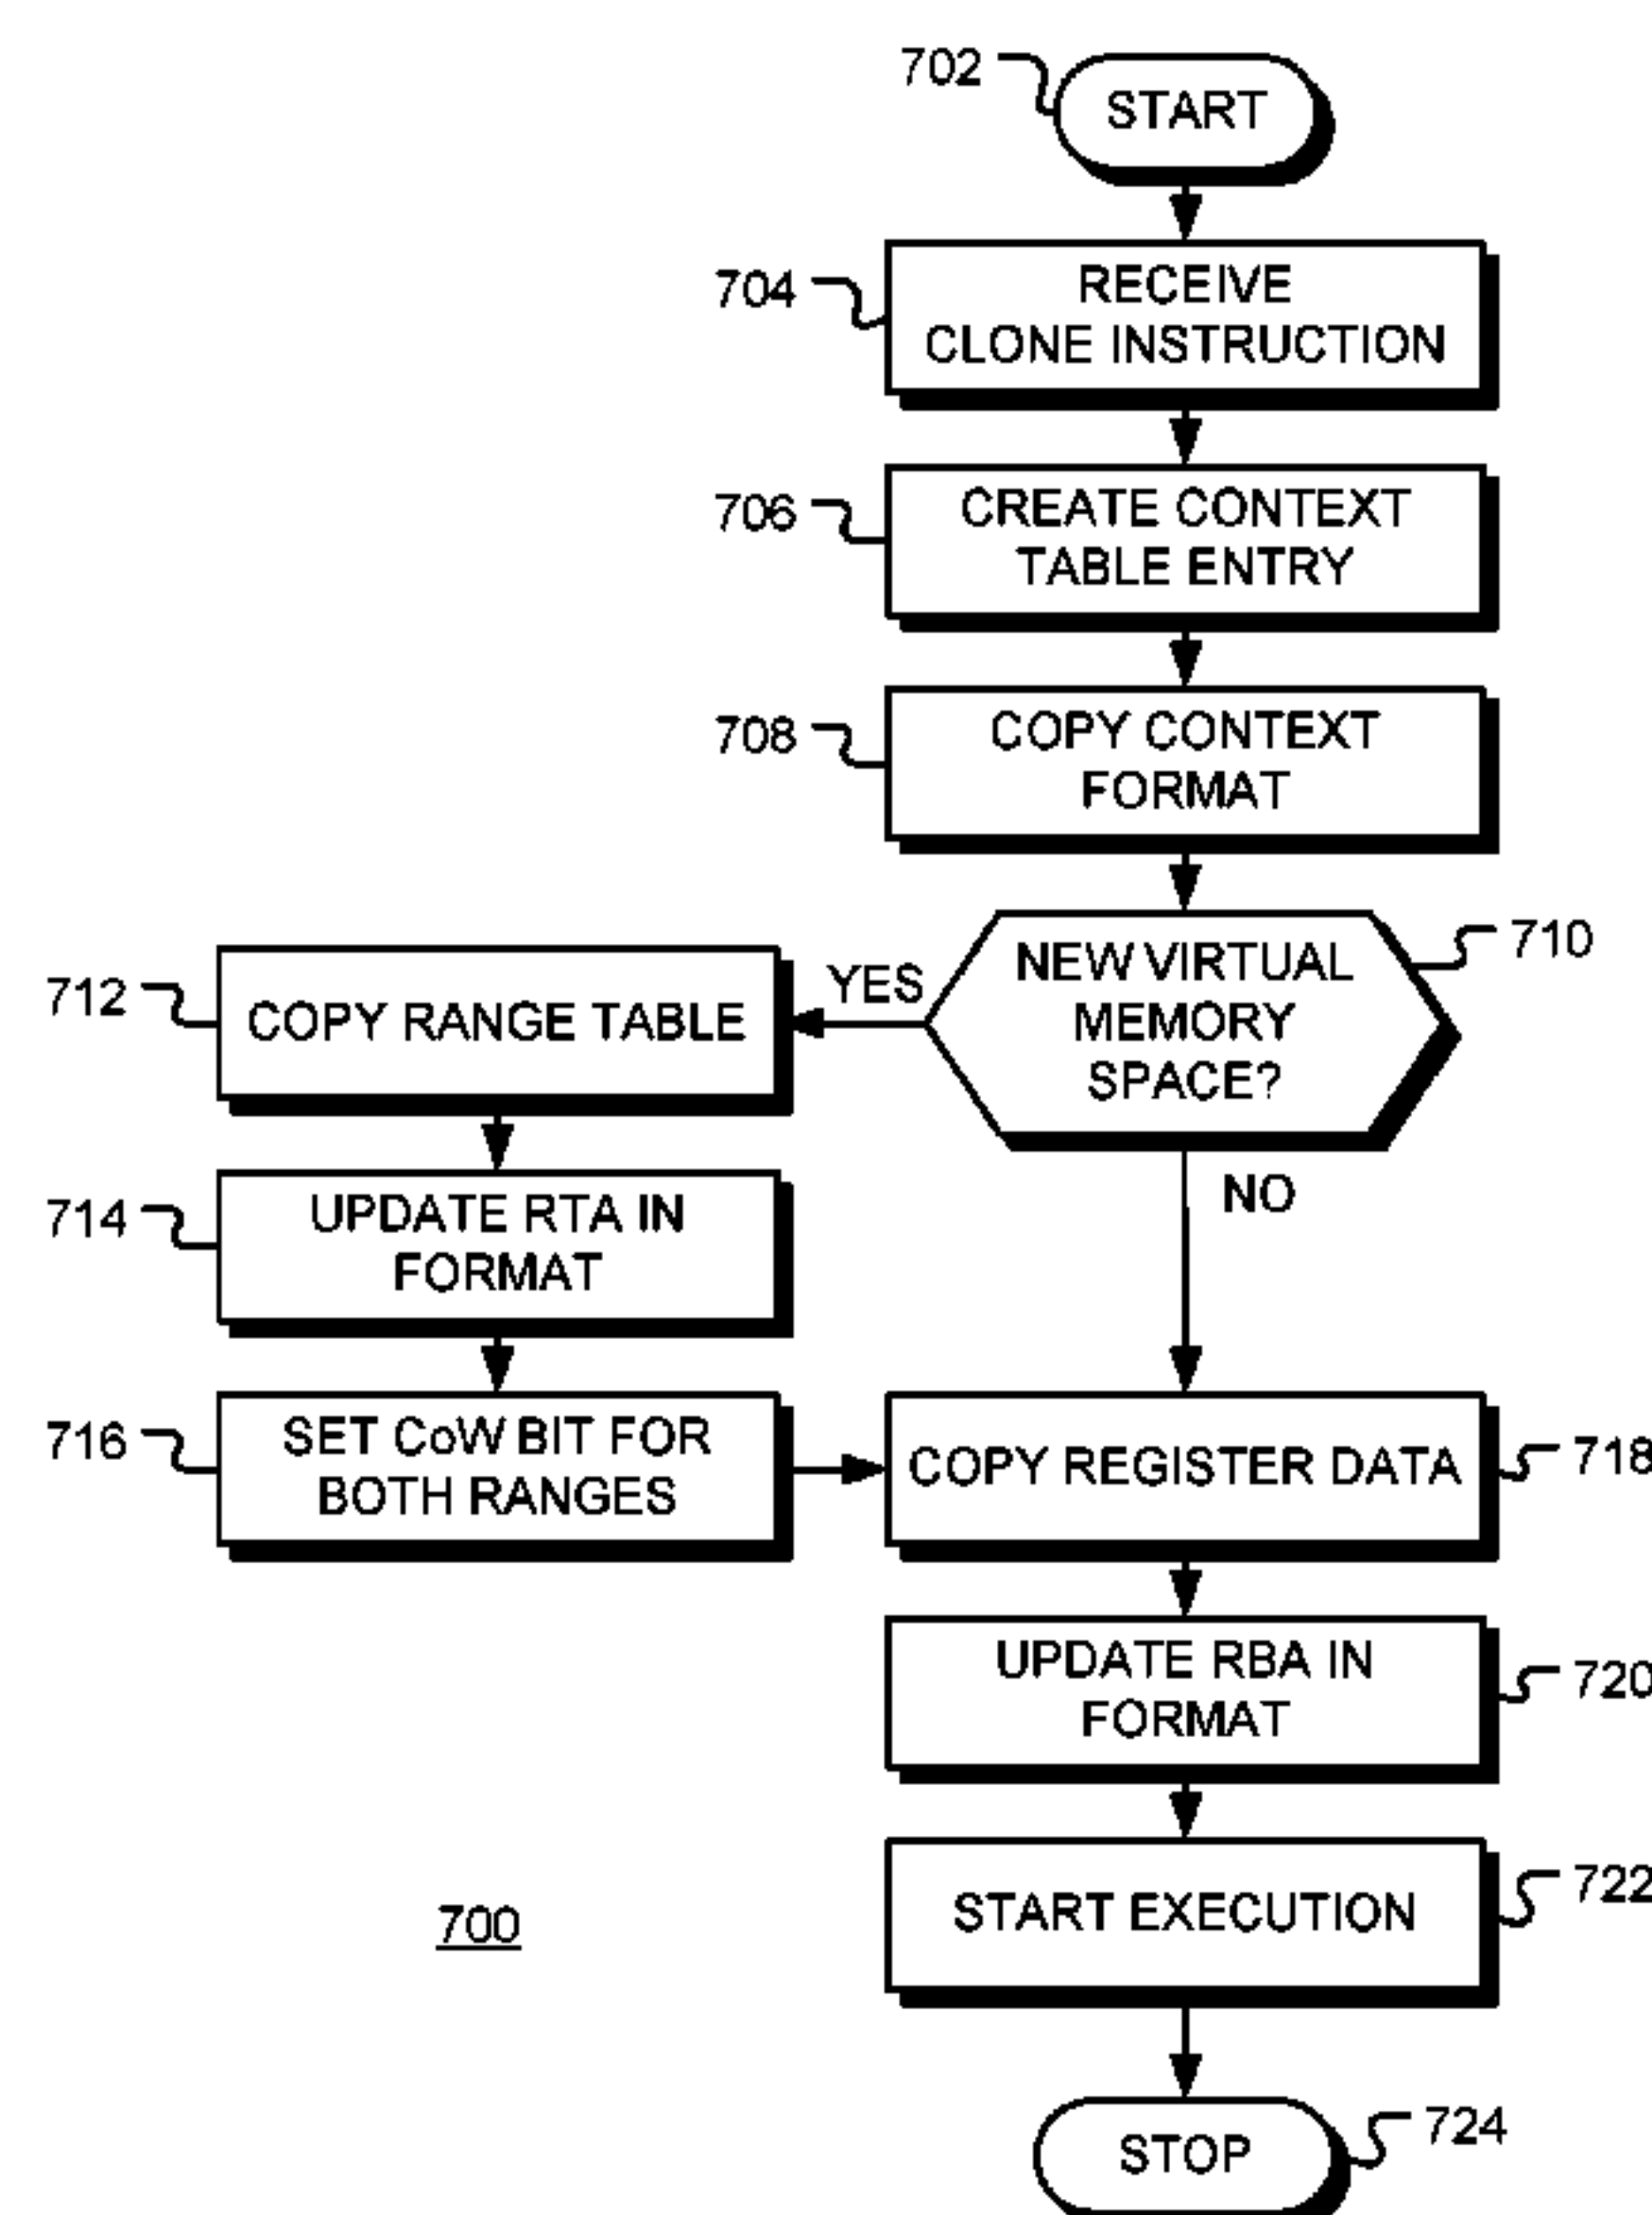 702
START
704
RECEIVE
CLONE INSTRUCTION
706
CREATE CONTEXT
TABLE ENTRY
708
COPY CONTEXT
FORMAT
710
NEW VIRTUAL
MEMORY
SPACE?
YES
NO
712
COPY RANGE TABLE
714
UPDATE RTA IN
FORMAT
716
SET CoW BIT FOR
BOTH RANGES
COPY REGISTER DATA
718
UPDATE RBA IN
FORMAT
720
START EXECUTION
722
700
STOP
724